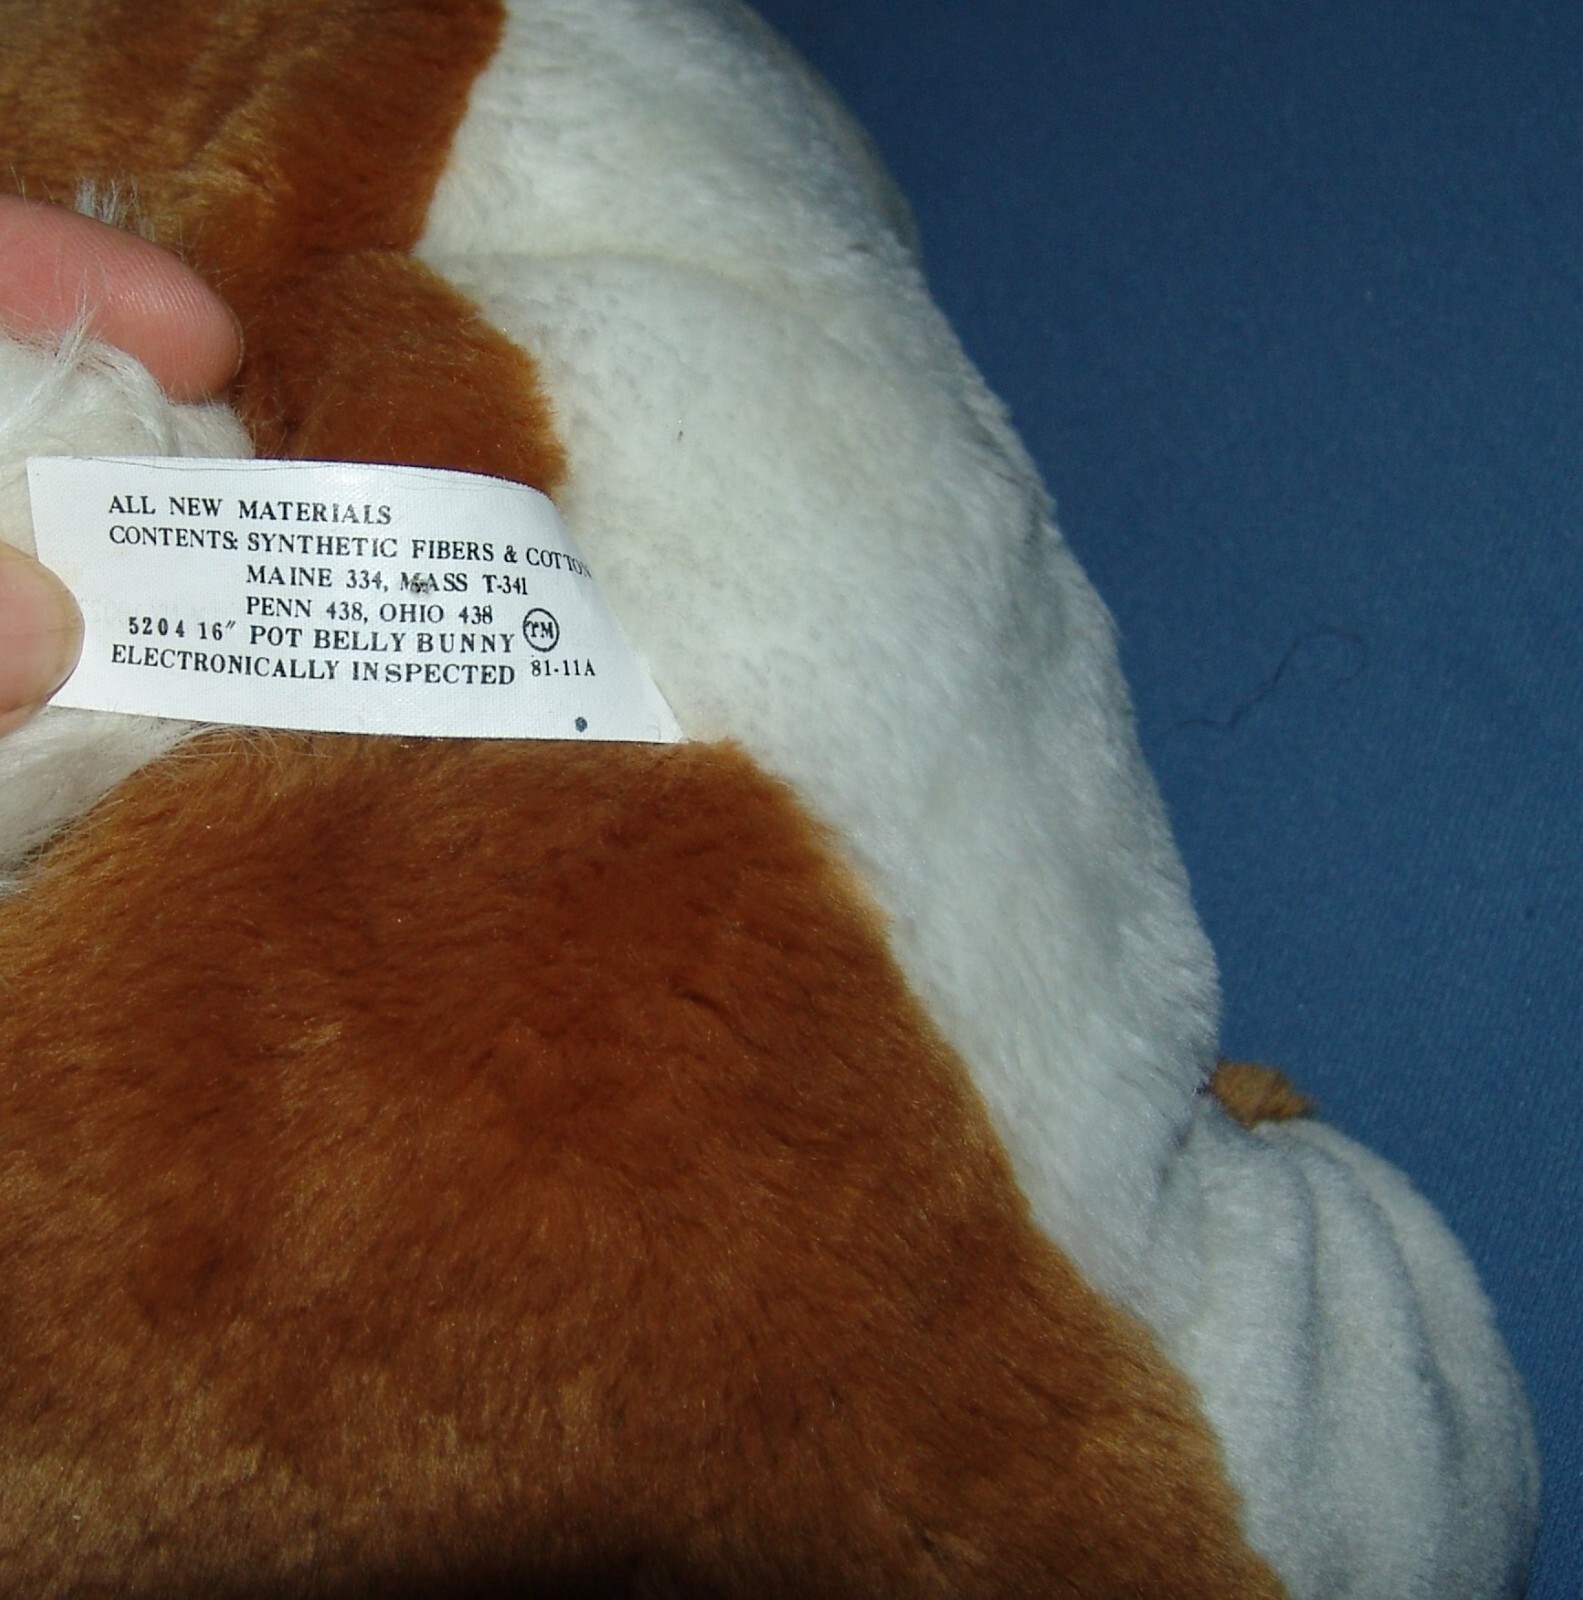 ALL NEW MATERIALS
CONTENTS: SYNTHETIC FIBERS & COTTON
MAINE 334, MASS T-341
PENN 438, OHIO 438
5204 16" POT BELLY BUNNY TM
ELECTRONICALLY INSPECTED 81-11A